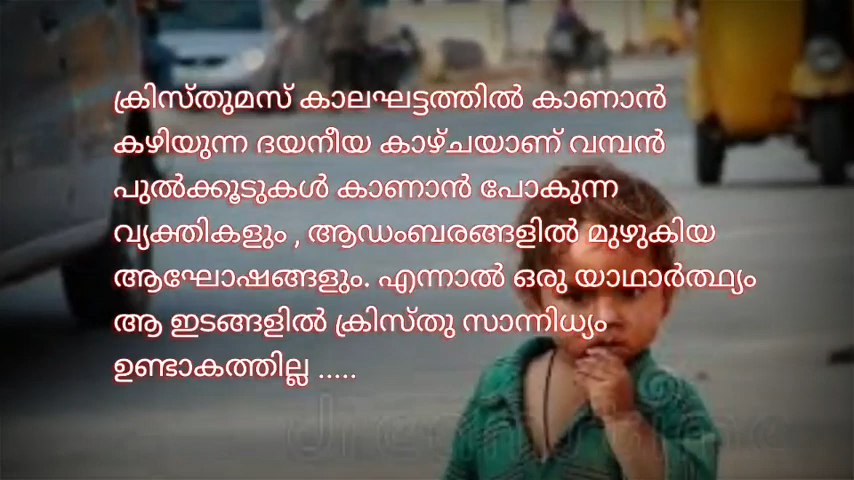 ക്രിസ്തുമസ് കാലഘട്ടത്തിൽ കാണാൻ
കഴിയുന്ന ദയനീയ കാഴ്ചയാണ് വമ്പൻ
പുൽക്കൂടുകൾ കാണാൻ പോകുന്ന
വ്യക്തികളും , ആഡംബരങ്ങളിൽ മുഴുകിയ
ആഘോഷങ്ങളും. എന്നാൽ ഒരു യാഥാർത്ഥ്യം
ആ ഇടങ്ങളിൽ ക്രിസ്തു സാന്നിധ്യം
ഉണ്ടാകത്തില്ല .....
dreamstime